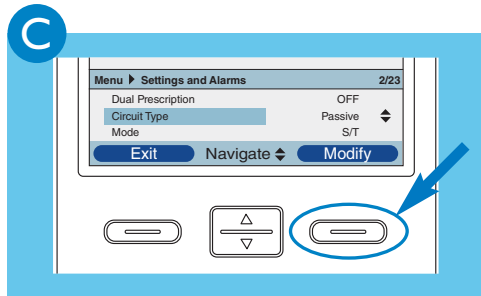 C
Menu ▶ Settings and Alarms 2/23
Dual Prescription OFF
Circuit Type Passive
Mode S/T
Exit Navigate Modify